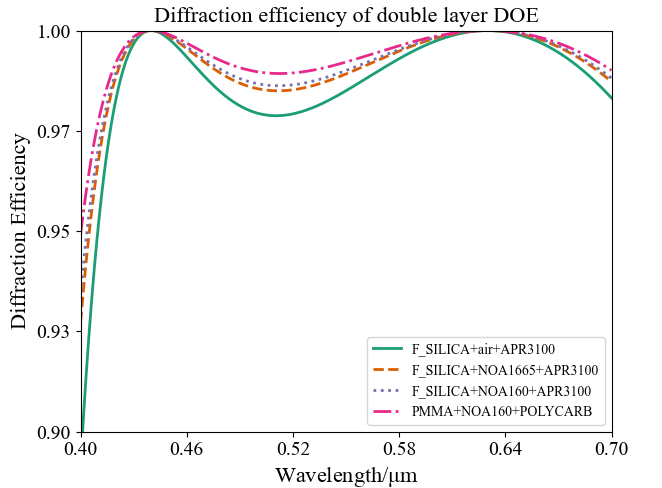 Diffraction efficiency of double layer DOE
Diffraction Efficiency
1.00
0.97
0.95
0.93
0.90
F_SILICA+air+APR3100
F_SILICA+NOA1665+APR3100
F_SILICA+NOA160+APR3100
PMMA+NOA160+POLYCARB
0.40 0.46 0.52 0.58 0.64 0.70
Wavelength/μm